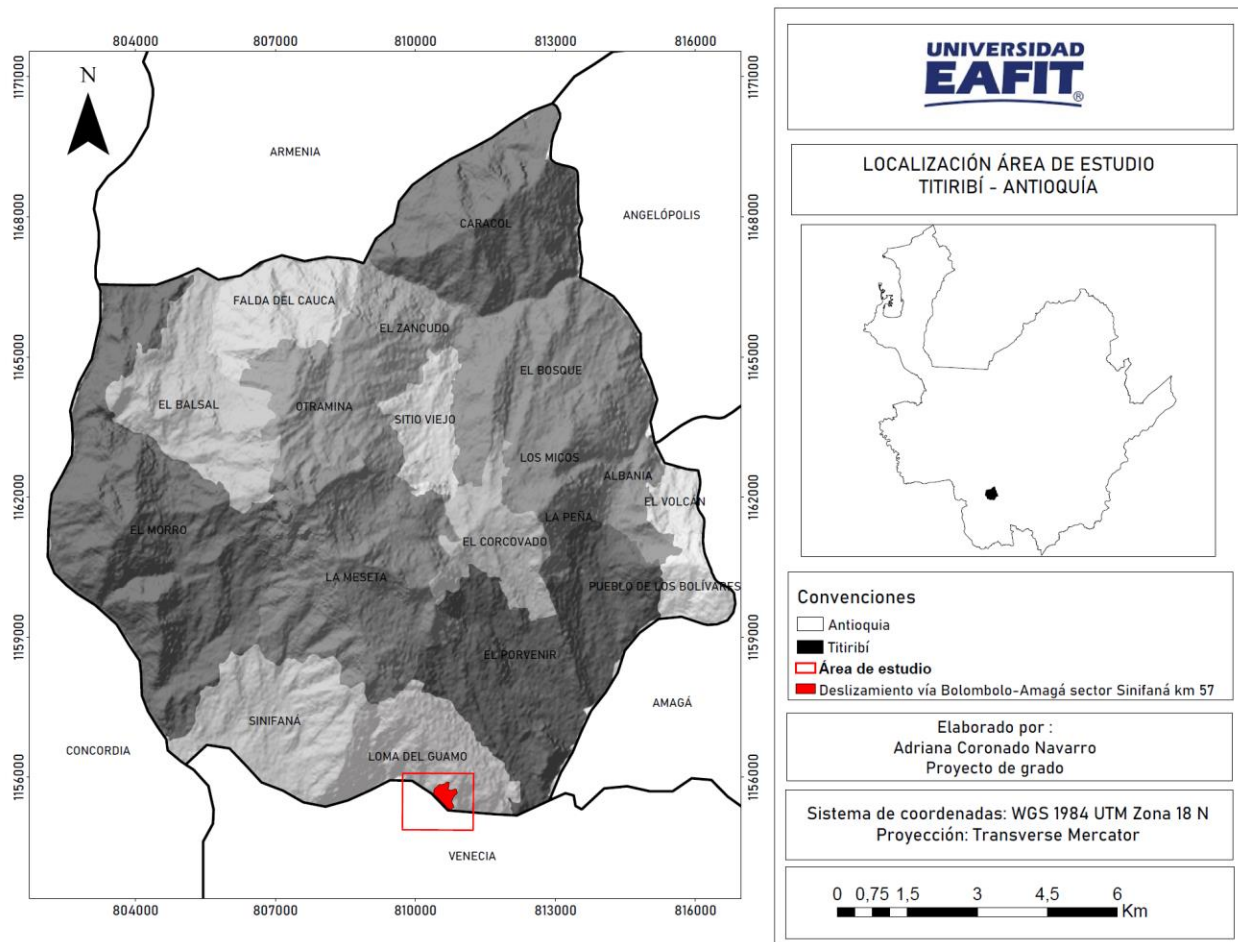 804000
807000
810000
813000
816000
1171000
1168000
1165000
1162000
1159000
1156000
N
ARMENIA
ANGELÓPOLIS
CARACOL
FALDA DEL CAUCA
EL ZANCUDO
EL BOSQUE
EL BALSAL
OTRAMINA
SITIO VIEJO
LOS MICOS
ALBANIA
EL VOLCÁN
LA PEÑA
EL MORRO
EL CORCOVADO
LA MESETA
PUEBLO DE LOS BOLÍVARES
EL PORVENIR
SINIFANÁ
AMAGÁ
CONCORDIA
LOMA DEL GUAMO
VENECIA
1171000
1168000
1165000
1162000
1159000
1156000
804000
807000
810000
813000
816000
UNIVERSIDAD
EAFIT®
LOCALIZACIÓN ÁREA DE ESTUDIO
TITIRIBÍ - ANTIOQUÍA
Convenciones
Antioquia
Titiribí
Área de estudio
Deslizamiento vía Bolombolo-Amagá sector Sinifaná km 57
Elaborado por :
Adriana Coronado Navarro
Proyecto de grado
Sistema de coordenadas: WGS 1984 UTM Zona 18 N
Proyección: Transverse Mercator
0 0,75 1,5 3 4,5 6
Km